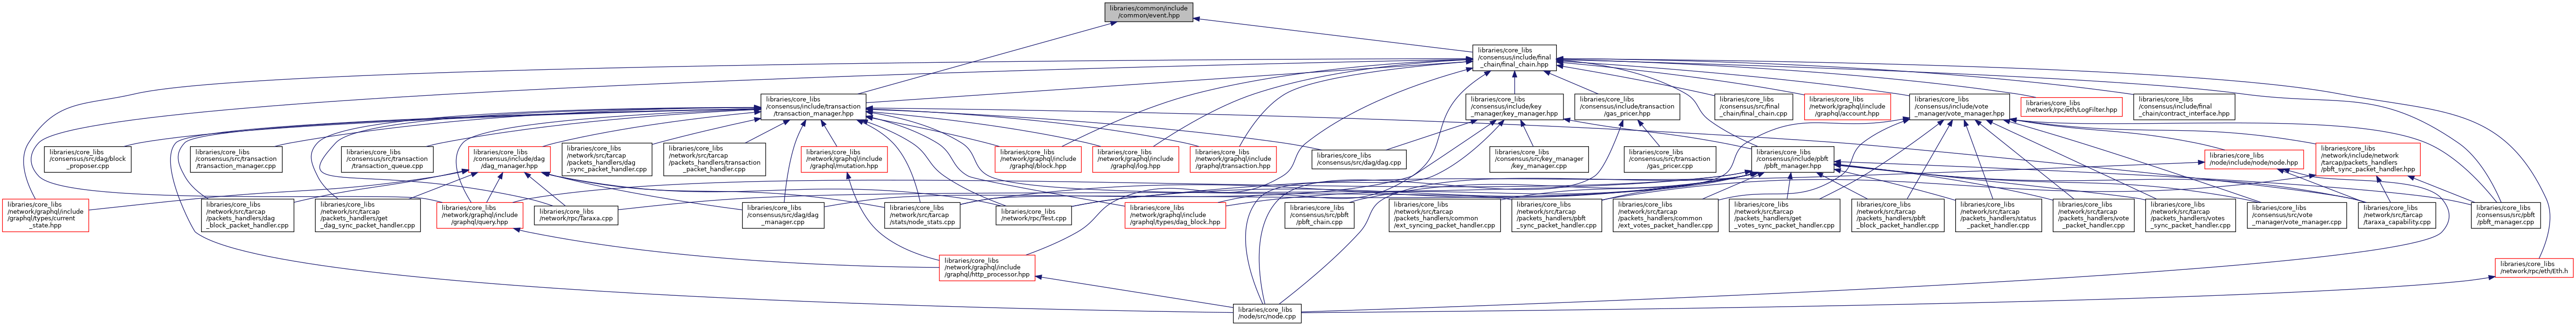 libraries/common/include
/common/event.hpp
libraries/core_libs
/consensus/include/final
_chain/final_chain.hpp
libraries/core_libs
/consensus/include/transaction
/transaction_manager.hpp
libraries/core_libs
/consensus/include/key
_manager/key_manager.hpp
libraries/core_libs
/consensus/include/transaction
/gas_pricer.hpp
libraries/core_libs
/consensus/src/final
_chain/final_chain.cpp
libraries/core_libs
/network/graphql/include
/graphql/account.hpp
libraries/core_libs
/consensus/include/vote
_manager/vote_manager.hpp
libraries/core_libs
/network/rpc/eth/LogFilter.hpp
libraries/core_libs
/consensus/include/final
_chain/contract_interface.hpp
libraries/core_libs
/consensus/src/dag/block
_proposer.cpp
libraries/core_libs
/consensus/src/transaction
/transaction_manager.cpp
libraries/core_libs
/consensus/src/transaction
/transaction_queue.cpp
libraries/core_libs
/consensus/include/dag
/dag_manager.hpp
libraries/core_libs
/network/src/tarcap
/packets_handlers/dag
_sync_packet_handler.cpp
libraries/core_libs
/network/src/tarcap
/packets_handlers/transaction
_packet_handler.cpp
libraries/core_libs
/network/graphql/include
/graphql/mutation.hpp
libraries/core_libs
/network/graphql/include
/graphql/block.hpp
libraries/core_libs
/network/graphql/include
/graphql/log.hpp
libraries/core_libs
/network/graphql/include
/graphql/transaction.hpp
libraries/core_libs
/consensus/src/dag/dag.cpp
libraries/core_libs
/consensus/src/key_manager
/key_manager.cpp
libraries/core_libs
/consensus/src/transaction
/gas_pricer.cpp
libraries/core_libs
/consensus/include/pbft
/pbft_manager.hpp
libraries/core_libs
/node/include/node/node.hpp
libraries/core_libs
/network/include/network
/tarcap/packets_handlers
/pbft_sync_packet_handler.hpp
libraries/core_libs
/network/graphql/include
/graphql/types/current
_state.hpp
libraries/core_libs
/network/src/tarcap
/packets_handlers/dag
_block_packet_handler.cpp
libraries/core_libs
/network/src/tarcap
/packets_handlers/get
_dag_sync_packet_handler.cpp
libraries/core_libs
/network/graphql/include
/graphql/query.hpp
libraries/core_libs
/network/rpc/Taraxa.cpp
libraries/core_libs
/consensus/src/dag/dag
_manager.cpp
libraries/core_libs
/network/src/tarcap
/stats/node_stats.cpp
libraries/core_libs
/network/rpc/Test.cpp
libraries/core_libs
/network/graphql/include
/graphql/types/dag_block.hpp
libraries/core_libs
/consensus/src/pbft
/pbft_chain.cpp
libraries/core_libs
/network/src/tarcap
/packets_handlers/common
/ext_syncing_packet_handler.cpp
libraries/core_libs
/network/src/tarcap
/packets_handlers/pbft
_sync_packet_handler.cpp
libraries/core_libs
/network/src/tarcap
/packets_handlers/common
/ext_votes_packet_handler.cpp
libraries/core_libs
/network/src/tarcap
/packets_handlers/get
_votes_sync_packet_handler.cpp
libraries/core_libs
/network/src/tarcap
/packets_handlers/pbft
_block_packet_handler.cpp
libraries/core_libs
/network/src/tarcap
/packets_handlers/status
_packet_handler.cpp
libraries/core_libs
/network/src/tarcap
/packets_handlers/vote
_packet_handler.cpp
libraries/core_libs
/network/src/tarcap
/packets_handlers/votes
_sync_packet_handler.cpp
libraries/core_libs
/consensus/src/vote
_manager/vote_manager.cpp
libraries/core_libs
/network/src/tarcap
/taraxa_capability.cpp
libraries/core_libs
/consensus/src/pbft
/pbft_manager.cpp
libraries/core_libs
/network/graphql/include
/graphql/http_processor.hpp
libraries/core_libs
/network/rpc/eth/Eth.h
libraries/core_libs
/node/src/node.cpp